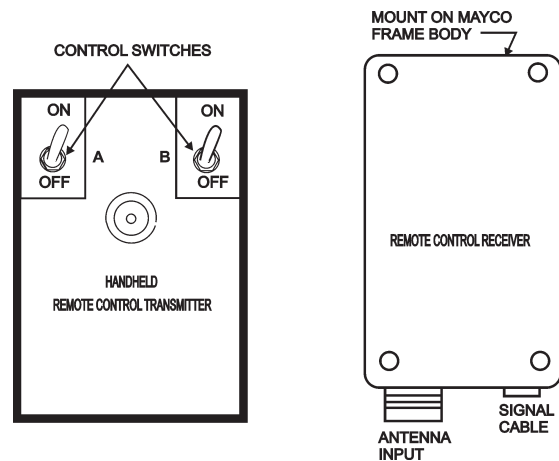 CONTROL SWITCHES
ON
OFF
A
B
ON
OFF
HANDHELD
REMOTE CONTROL TRANSMITTER
MOUNT ON MAYCO
FRAME BODY
REMOTE CONTROL RECEIVER
ANTENNA
INPUT
SIGNAL
CABLE